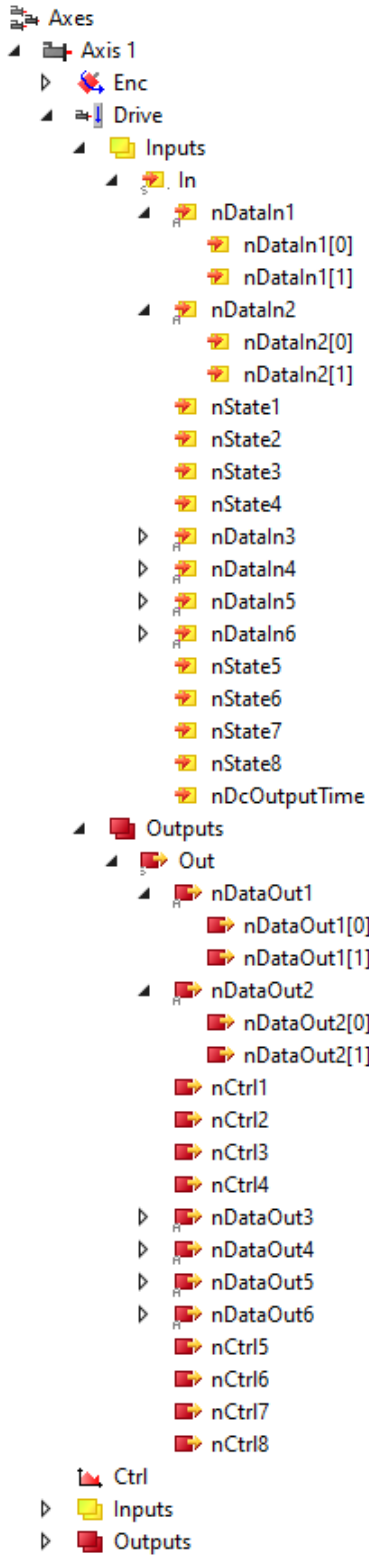 Axes
Axis 1
Enc
Drive
Inputs
In
nDataIn1
nDataIn1[0]
nDataIn1[1]
nDataIn2
nDataIn2[0]
nDataIn2[1]
nState1
nState2
nState3
nState4
nDataIn3
nDataIn4
nDataIn5
nDataIn6
nState5
nState6
nState7
nState8
nDcOutputTime
Outputs
Out
nDataOut1
nDataOut1[0]
nDataOut1[1]
nDataOut2
nDataOut2[0]
nDataOut2[1]
nCtrl1
nCtrl2
nCtrl3
nCtrl4
nDataOut3
nDataOut4
nDataOut5
nDataOut6
nCtrl5
nCtrl6
nCtrl7
nCtrl8
Ctrl
Inputs
Outputs